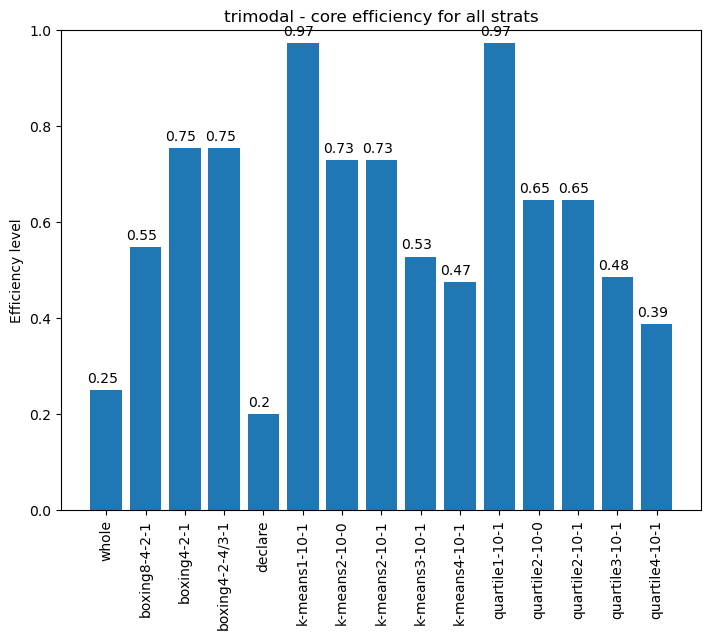 trimodal - core efficiency for all strats
Efficiency level
1.0
0.8
0.6
0.4
0.2
0.0
0.25
0.55
0.75
0.75
0.2
0.97
0.73
0.73
0.53
0.47
0.97
0.65
0.65
0.48
0.39
whole
boxing8-4-2-1
boxing4-2-1
boxing4-2-4/3-1
declare
k-means1-10-1
k-means2-10-0
k-means2-10-1
k-means3-10-1
k-means4-10-1
quartile1-10-1
quartile2-10-0
quartile2-10-1
quartile3-10-1
quartile4-10-1